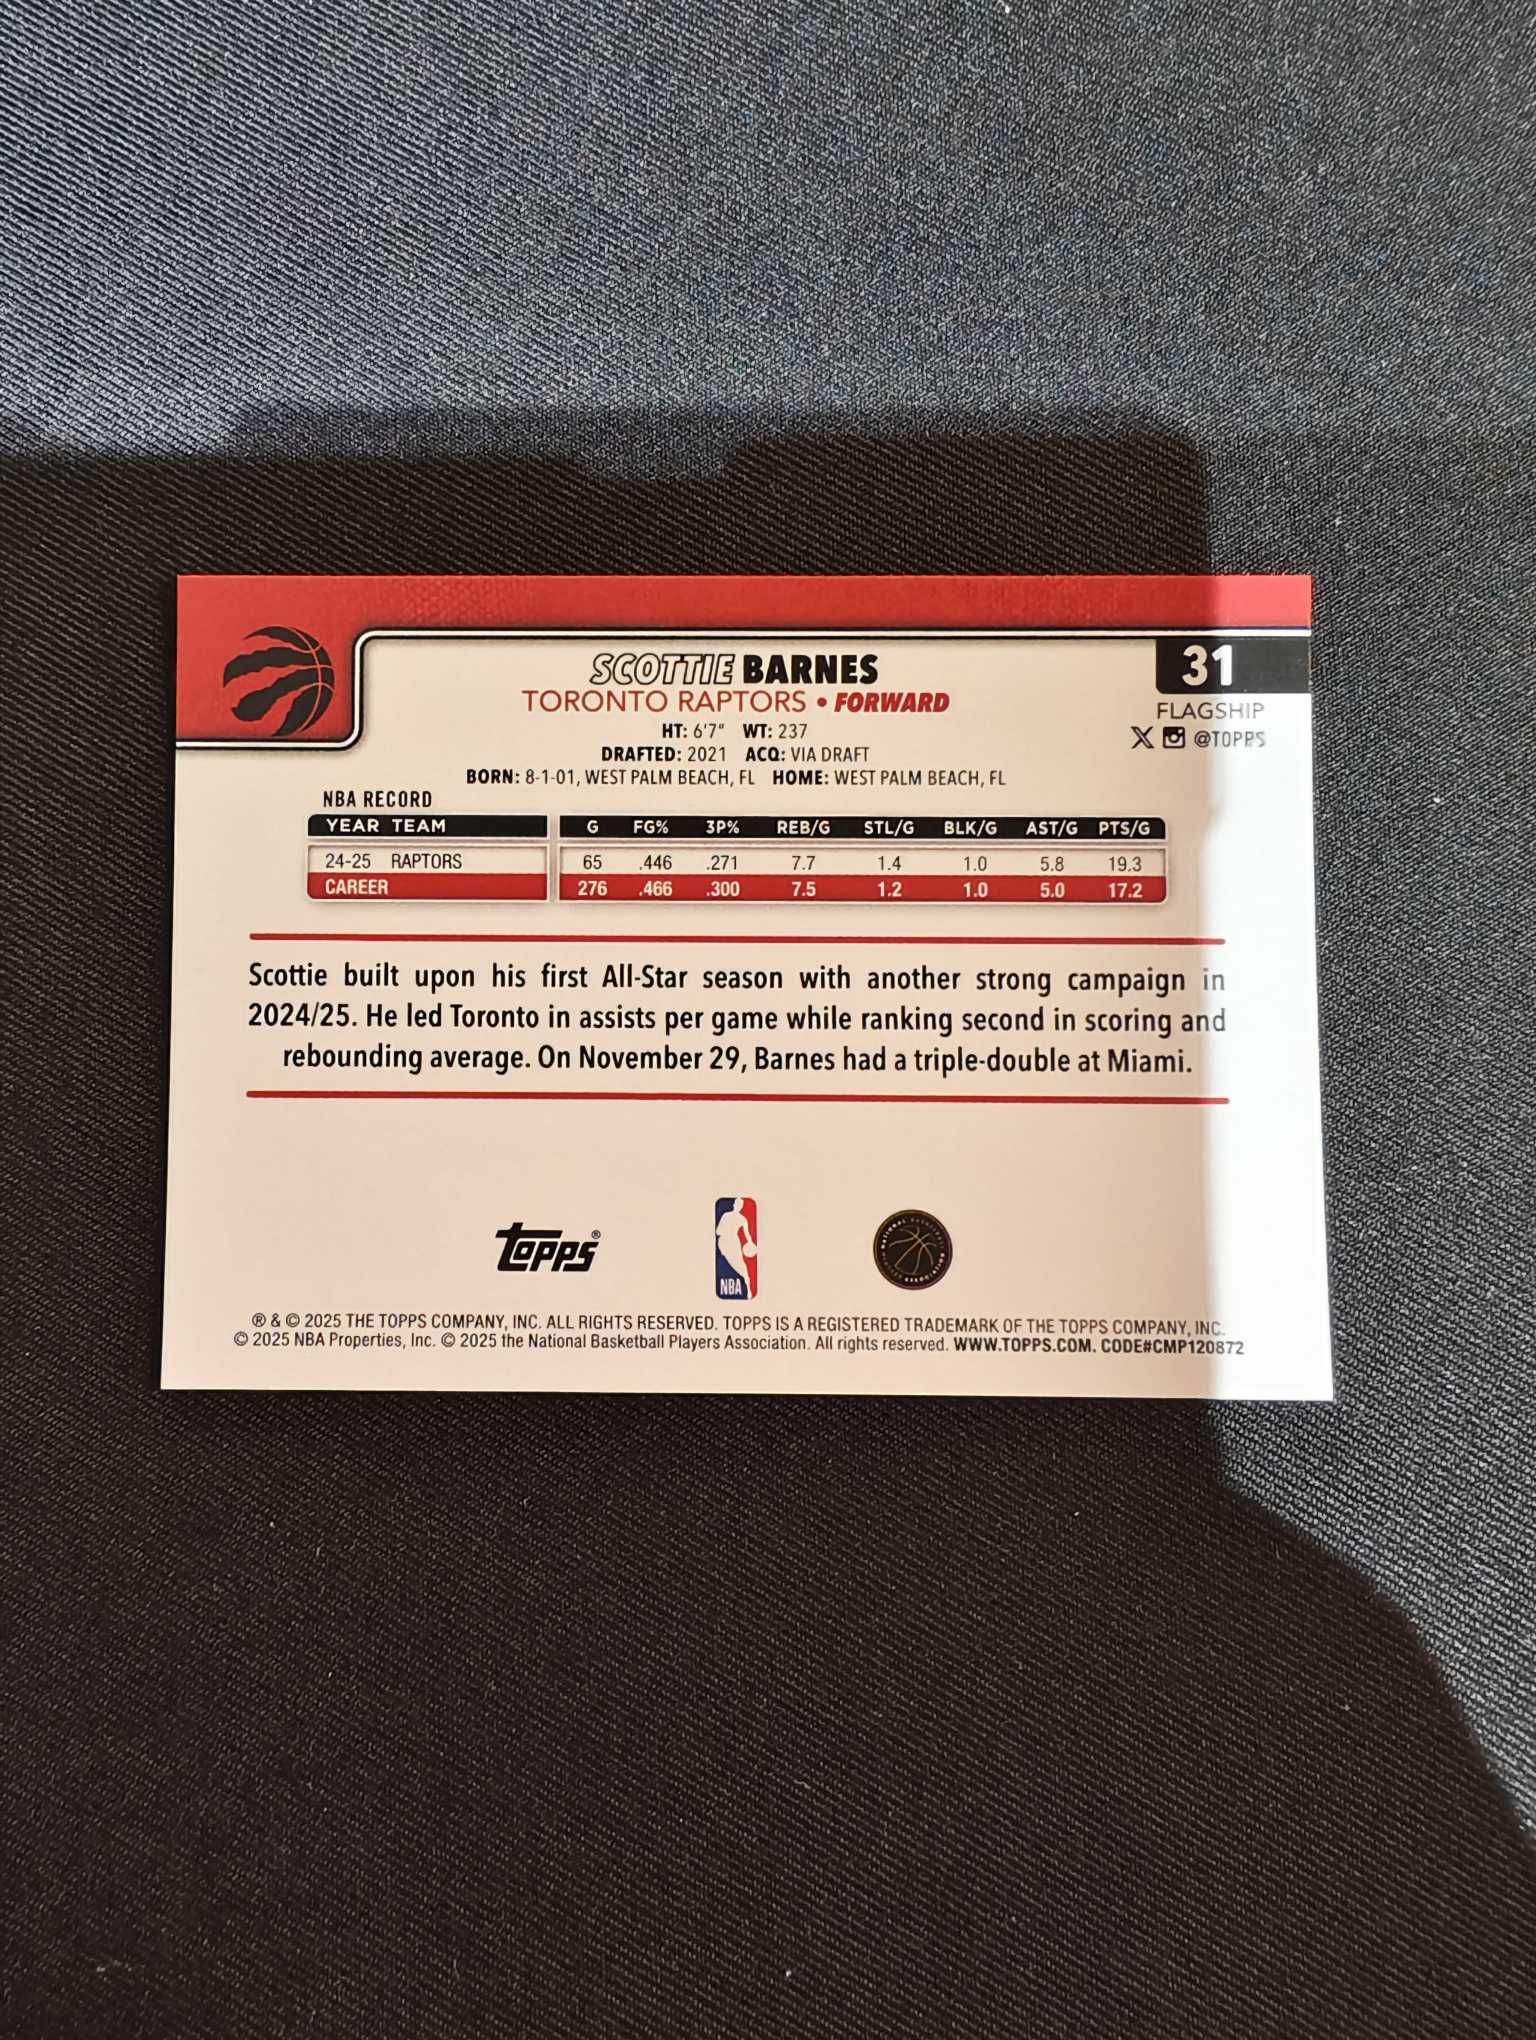 31
SCOTTIE BARNES
TORONTO RAPTORS • FORWARD
FLAGSHIP
@TOPPS
HT: 6'7" WT: 237
DRAFTED: 2021 ACQ: VIA DRAFT
BORN: 8-1-01, WEST PALM BEACH, FL HOME: WEST PALM BEACH, FL
NBA RECORD
YEAR TEAM G FG% 3P% REB/G STL/G BLK/G AST/G PTS/G
24-25 RAPTORS 65 .446 .271 7.7 1.4 1.0 5.8 19.3
CAREER 276 .466 .300 7.5 1.2 1.0 5.0 17.2
Scottie built upon his first All-Star season with another strong campaign in
2024/25. He led Toronto in assists per game while ranking second in scoring and
rebounding average. On November 29, Barnes had a triple-double at Miami.
topps®
NBA
® & © 2025 THE TOPPS COMPANY, INC. ALL RIGHTS RESERVED. TOPPS IS A REGISTERED TRADEMARK OF THE TOPPS COMPANY, INC.
© 2025 NBA Properties, Inc. © 2025 the National Basketball Players Association. All rights reserved. WWW.TOPPS.COM. CODE#CMP120872